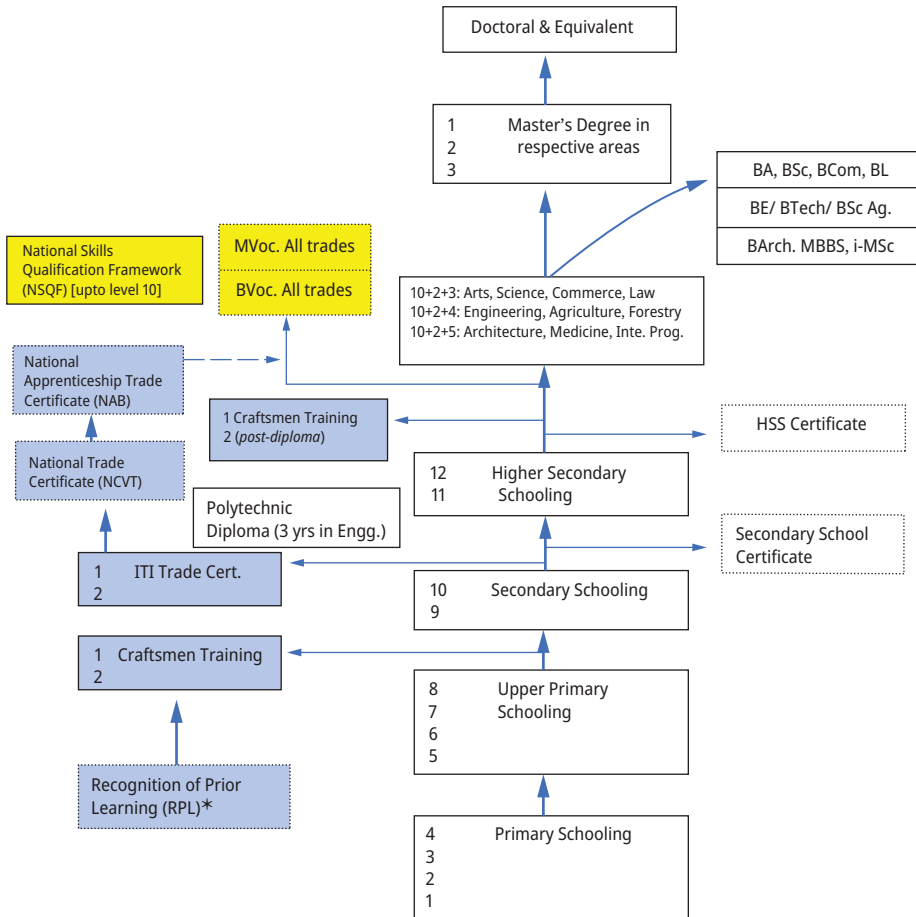 Doctoral & Equivalent
1 Master's Degree in
2 respective areas
3
BA, BSc, BCom, BL
BE/ BTech/ BSc Ag.
BArch. MBBS, i-MSc
National Skills
Qualification Framework
(NSQF) [upto level 10]
MVoc. All trades
BVoc. All trades
10+2+3: Arts, Science, Commerce, Law
10+2+4: Engineering, Agriculture, Forestry
10+2+5: Architecture, Medicine, Inte. Prog.
National
Apprenticeship Trade
Certificate (NAB)
1 Craftsmen Training
2 (post-diploma)
HSS Certificate
National Trade
Certificate (NCVT)
12 Higher Secondary
11 Schooling
Polytechnic
Diploma (3 yrs in Engg.)
Secondary School
Certificate
1 ITI Trade Cert.
2
10 Secondary Schooling
9
1 Craftsmen Training
2
8 Upper Primary
7 Schooling
6
5
Recognition of Prior
Learning (RPL)*
4 Primary Schooling
3
2
1